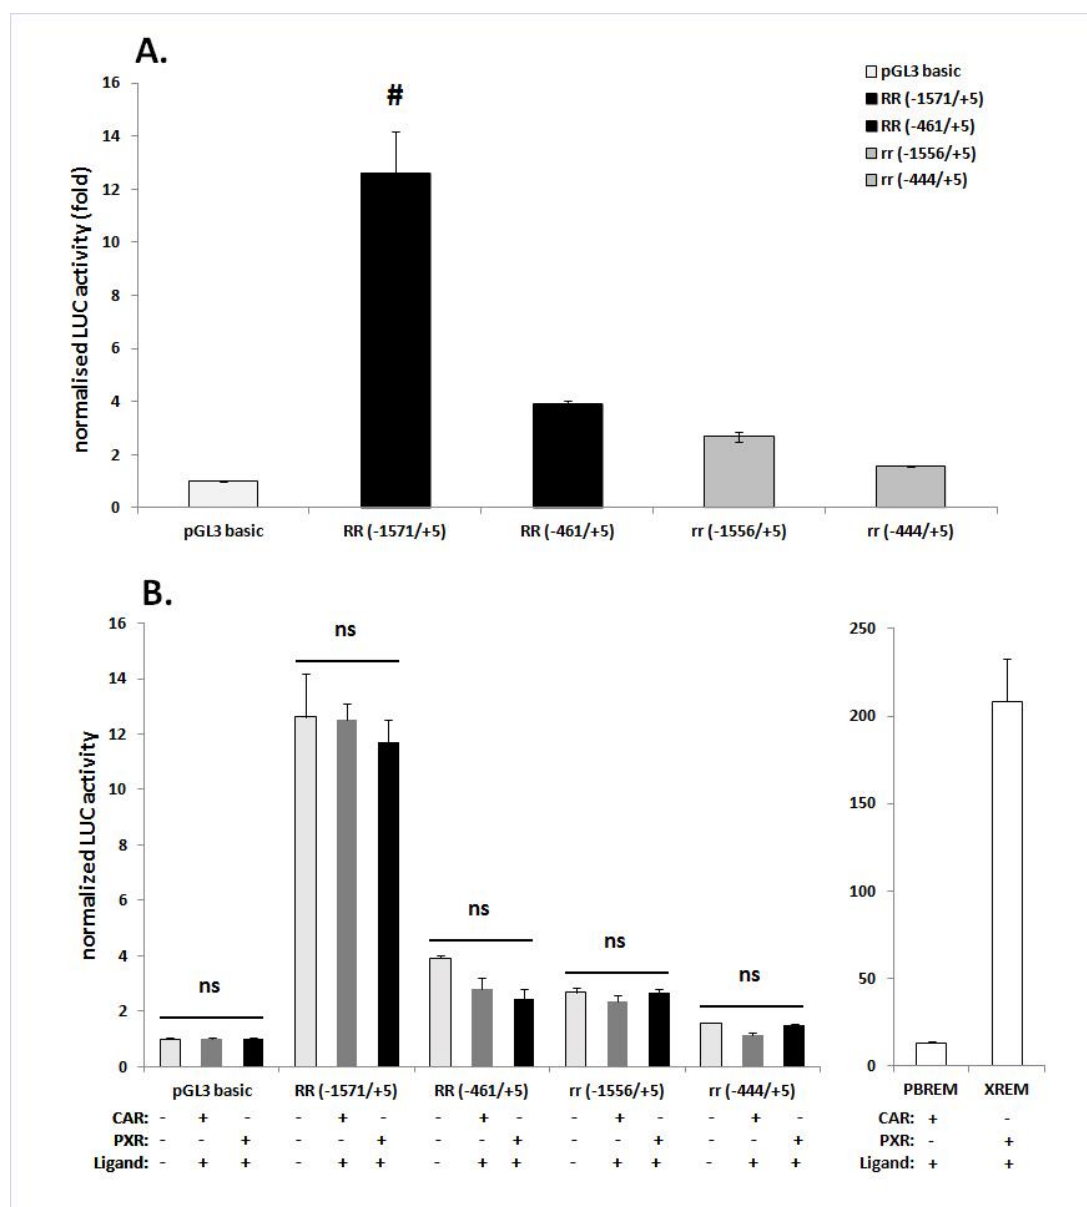 A.
normalised LUC activity (fold)
16
14
12
10
8
6
4
2
0
#
pGL3 basic
RR (-1571/+5)
RR (-461/+5)
rr (-1556/+5)
rr (-444/+5)
pGL3 basic RR (-1571/+5) RR (-461/+5) rr (-1556/+5) rr (-444/+5)
B.
normalized LUC activity
16
14
12
10
8
6
4
2
0
ns
ns
ns
ns
ns
pGL3 basic RR (-1571/+5) RR (-461/+5) rr (-1556/+5) rr (-444/+5)
CAR: - + - - + - - + - - + - - + -
PXR: - - + - - + - - + - - + - - +
Ligand: - + + - + + - + + - + + - + +
250
200
150
100
50
0
PBREM XREM
CAR: + -
PXR: - +
Ligand: + +